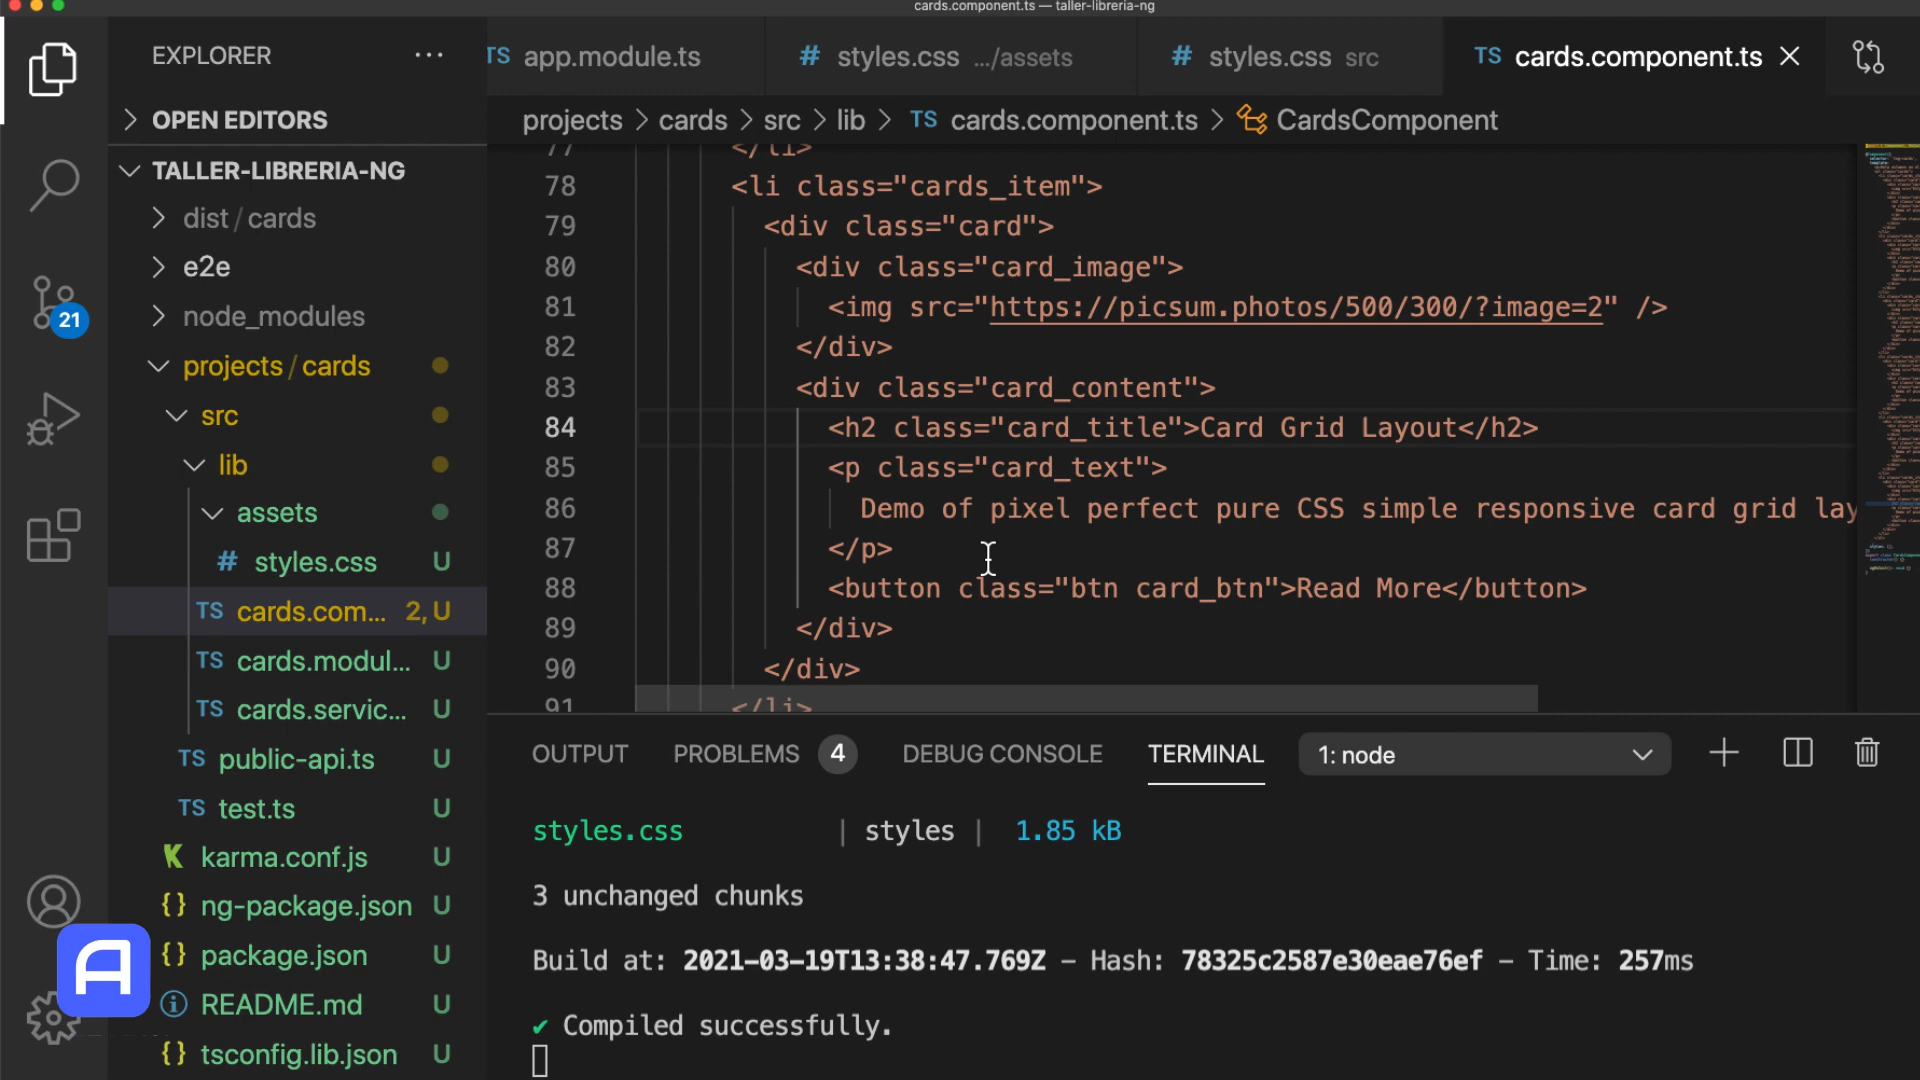 cards.component.ts — taller-libreria-ng
EXPLORER
OPEN EDITORS
TALLER-LIBRERIA-NG
dist / cards
e2e
node_modules
projects / cards
src
lib
assets
# styles.css U
TS cards.com... 2, U
TS cards.modul... U
TS cards.servic... U
TS public-api.ts U
TS test.ts U
karma.conf.js U
{} ng-package.json U
{} package.json U
README.md U
{} tsconfig.lib.json U
21
TS app.module.ts
# styles.css .../assets
# styles.css src
TS cards.component.ts
projects > cards > src > lib > TS cards.component.ts > CardsComponent
77 </li>
78 <li class="cards_item">
79 <div class="card">
80 <div class="card_image">
81 <img src="https://picsum.photos/500/300/?image=2" />
82 </div>
83 <div class="card_content">
84 <h2 class="card_title">Card Grid Layout</h2>
85 <p class="card_text">
86 Demo of pixel perfect pure CSS simple responsive card grid lay
87 </p>
88 <button class="btn card_btn">Read More</button>
89 </div>
90 </div>
91 </li>
OUTPUT PROBLEMS 4 DEBUG CONSOLE TERMINAL 1: node
styles.css | styles | 1.85 kB
3 unchanged chunks
Build at: 2021-03-19T13:38:47.769Z - Hash: 78325c2587e30eae76ef - Time: 257ms
✔ Compiled successfully.